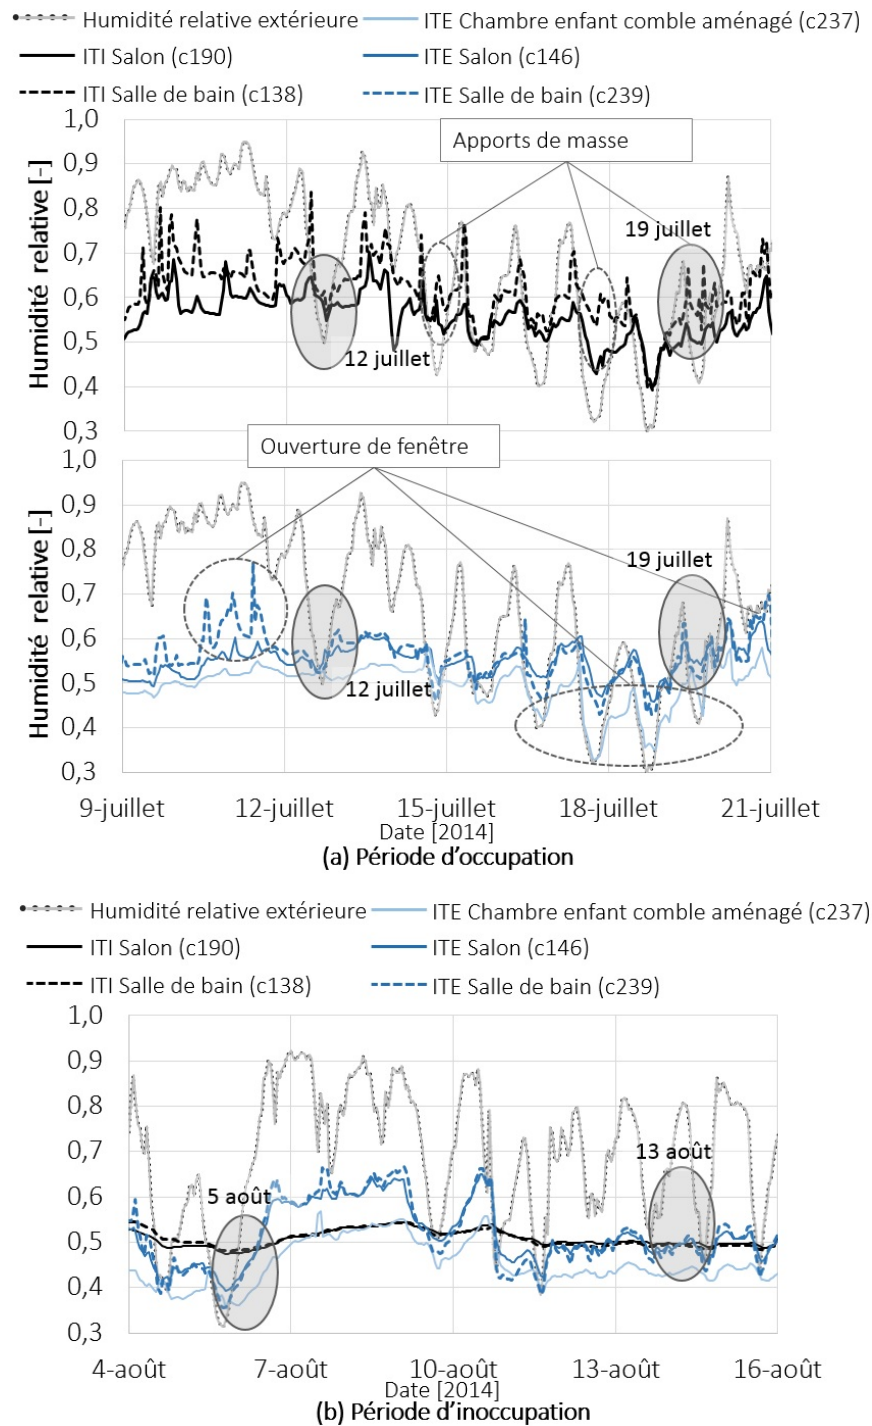 Humidité relative extérieure
ITE Chambre enfant comble aménagé (c237)
ITI Salon (c190)
ITE Salon (c146)
ITI Salle de bain (c138)
ITE Salle de bain (c239)
1,0
Apports de masse
0,9
0,8
0,7
19 juillet
0,6
0,5
12 juillet
0,4
0,3
Humidité relative [-]
Ouverture de fenêtre
1,0
0,9
0,8
19 juillet
0,7
0,6
0,5
12 juillet
0,4
0,3
Humidité relative [-]
9-juillet
12-juillet
15-juillet
18-juillet
21-juillet
Date [2014]
(a) Période d'occupation
Humidité relative extérieure
ITE Chambre enfant comble aménagé (c237)
ITI Salon (c190)
ITE Salon (c146)
ITI Salle de bain (c138)
ITE Salle de bain (c239)
1,0
0,9
0,8
0,7
13 août
0,6
5 août
0,5
0,4
0,3
4-août
7-août
10-août
13-août
16-août
Date [2014]
(b) Période d'inoccupation